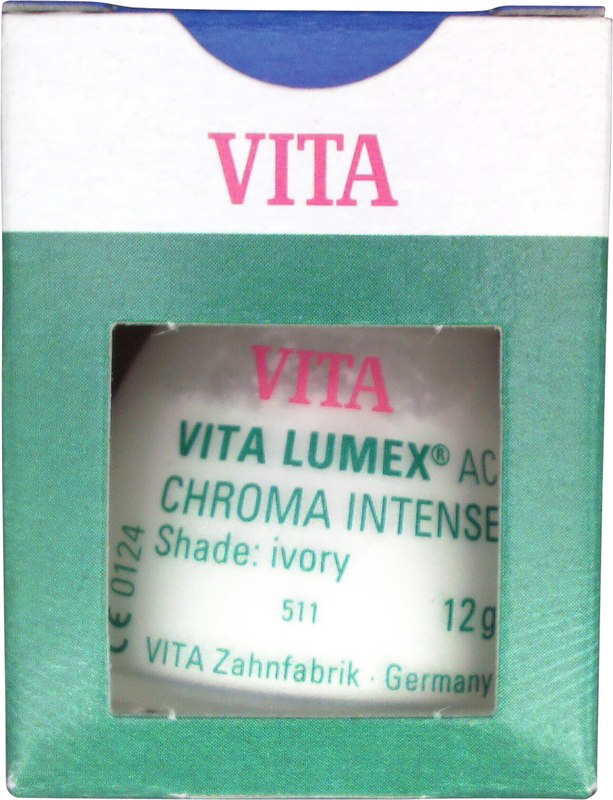 VITA
VITA
VITA LUMEX® AC
CHROMA INTENSE
Shade: ivory
511
12g
VITA Zahnfabrik · Germany
CE 0124